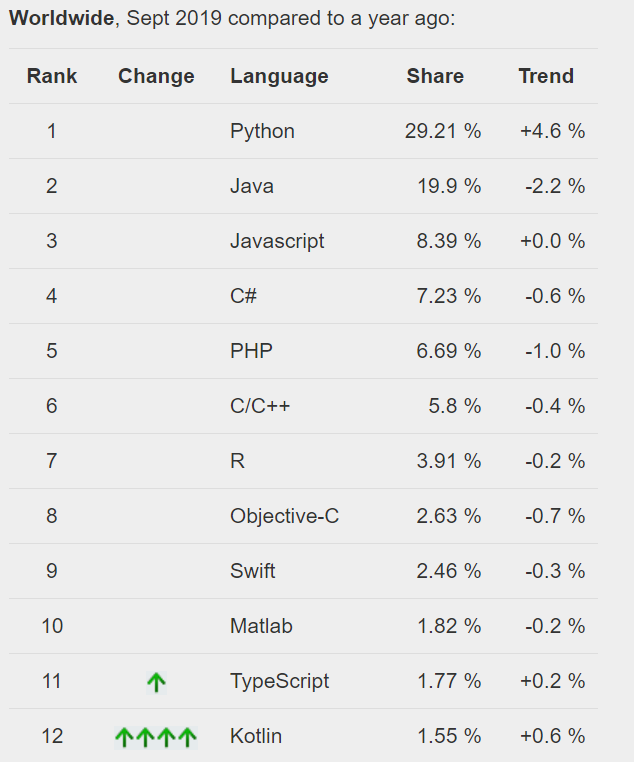 Worldwide, Sept 2019 compared to a year ago:
Rank Change Language Share Trend
1 Python 29.21 % +4.6 %
2 Java 19.9 % -2.2 %
3 Javascript 8.39 % +0.0 %
4 C# 7.23 % -0.6 %
5 PHP 6.69 % -1.0 %
6 C/C++ 5.8 % -0.4 %
7 R 3.91 % -0.2 %
8 Objective-C 2.63 % -0.7 %
9 Swift 2.46 % -0.3 %
10 Matlab 1.82 % -0.2 %
11 ↑ TypeScript 1.77 % +0.2 %
12 ↑↑↑↑ Kotlin 1.55 % +0.6 %